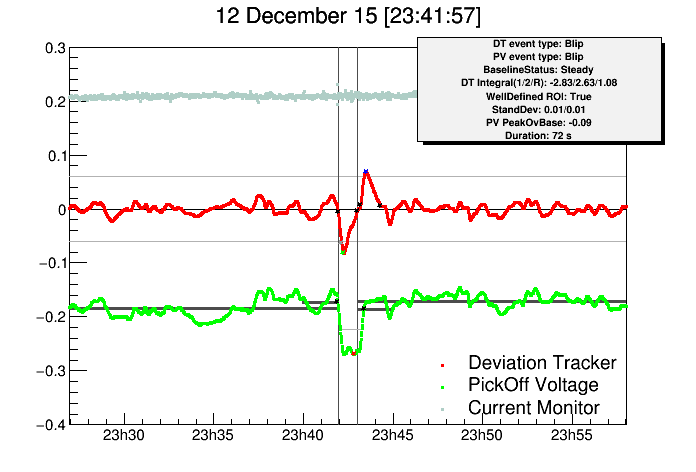 12 December 15 [23:41:57]
DT event type: Blip
PV event type: Blip
BaselineStatus: Steady
DT Integral(1/2/R): -2.83/2.63/1.08
WellDefined ROI: True
StandDev: 0.01/0.01
PV PeakOvBase: -0.09
Duration: 72 s
0.3
0.2
0.1
0
−0.1
−0.2
−0.3
−0.4
Deviation Tracker
PickOff Voltage
Current Monitor
23h30
23h35
23h40
23h45
23h50
23h55